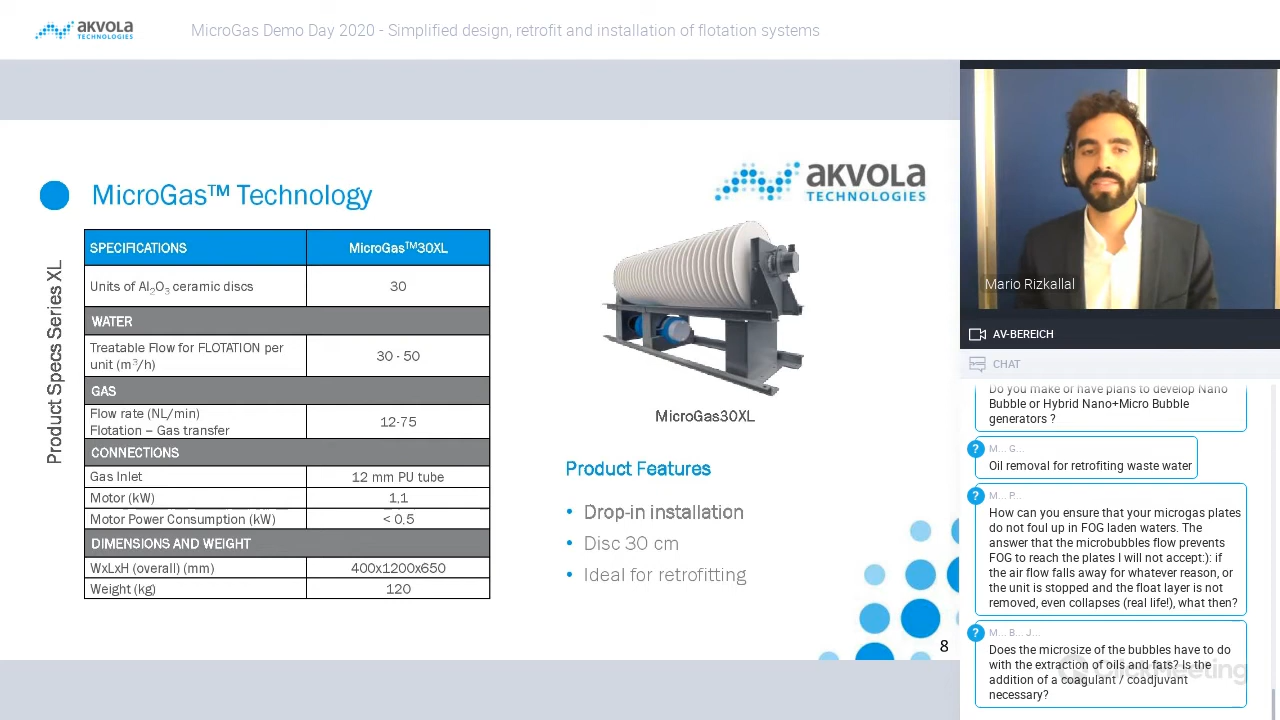 akvola
TECHNOLOGIES
MicroGas Demo Day 2020 - Simplified design, retrofit and installation of flotation systems
MicroGas™ Technology
akvola
TECHNOLOGIES
Product Specs Series XL
SPECIFICATIONS MicroGas™30XL
Units of Al₂O₃ ceramic discs 30
WATER
Treatable Flow for FLOTATION per
unit (m³/h) 30 - 50
GAS
Flow rate (NL/min)
Flotation – Gas transfer 12-75
CONNECTIONS
Gas Inlet 12 mm PU tube
Motor (kW) 1,1
Motor Power Consumption (kW) < 0,5
DIMENSIONS AND WEIGHT
WxLxH (overall) (mm) 400x1200x650
Weight (kg) 120
MicroGas30XL
Product Features
• Drop-in installation
• Disc 30 cm
• Ideal for retrofitting
8
Mario Rizkallal
AV-BEREICH
CHAT
Do you make or have plans to develop Nano
Bubble or Hybrid Nano+Micro Bubble
generators ?
? M... G...
Oil removal for retrofiting waste water
? M... P...
How can you ensure that your microgas plates
do not foul up in FOG laden waters. The
answer that the microbubbles flow prevents
FOG to reach the plates I will not accept:): if
the air flow falls away for whatever reason, or
the unit is stopped and the float layer is not
removed, even collapses (real life!), what then?
? M... B... J...
Does the microsize of the bubbles have to do
with the extraction of oils and fats? Is the
addition of a coagulant / coadjuvant
necessary?
ClickMeeting